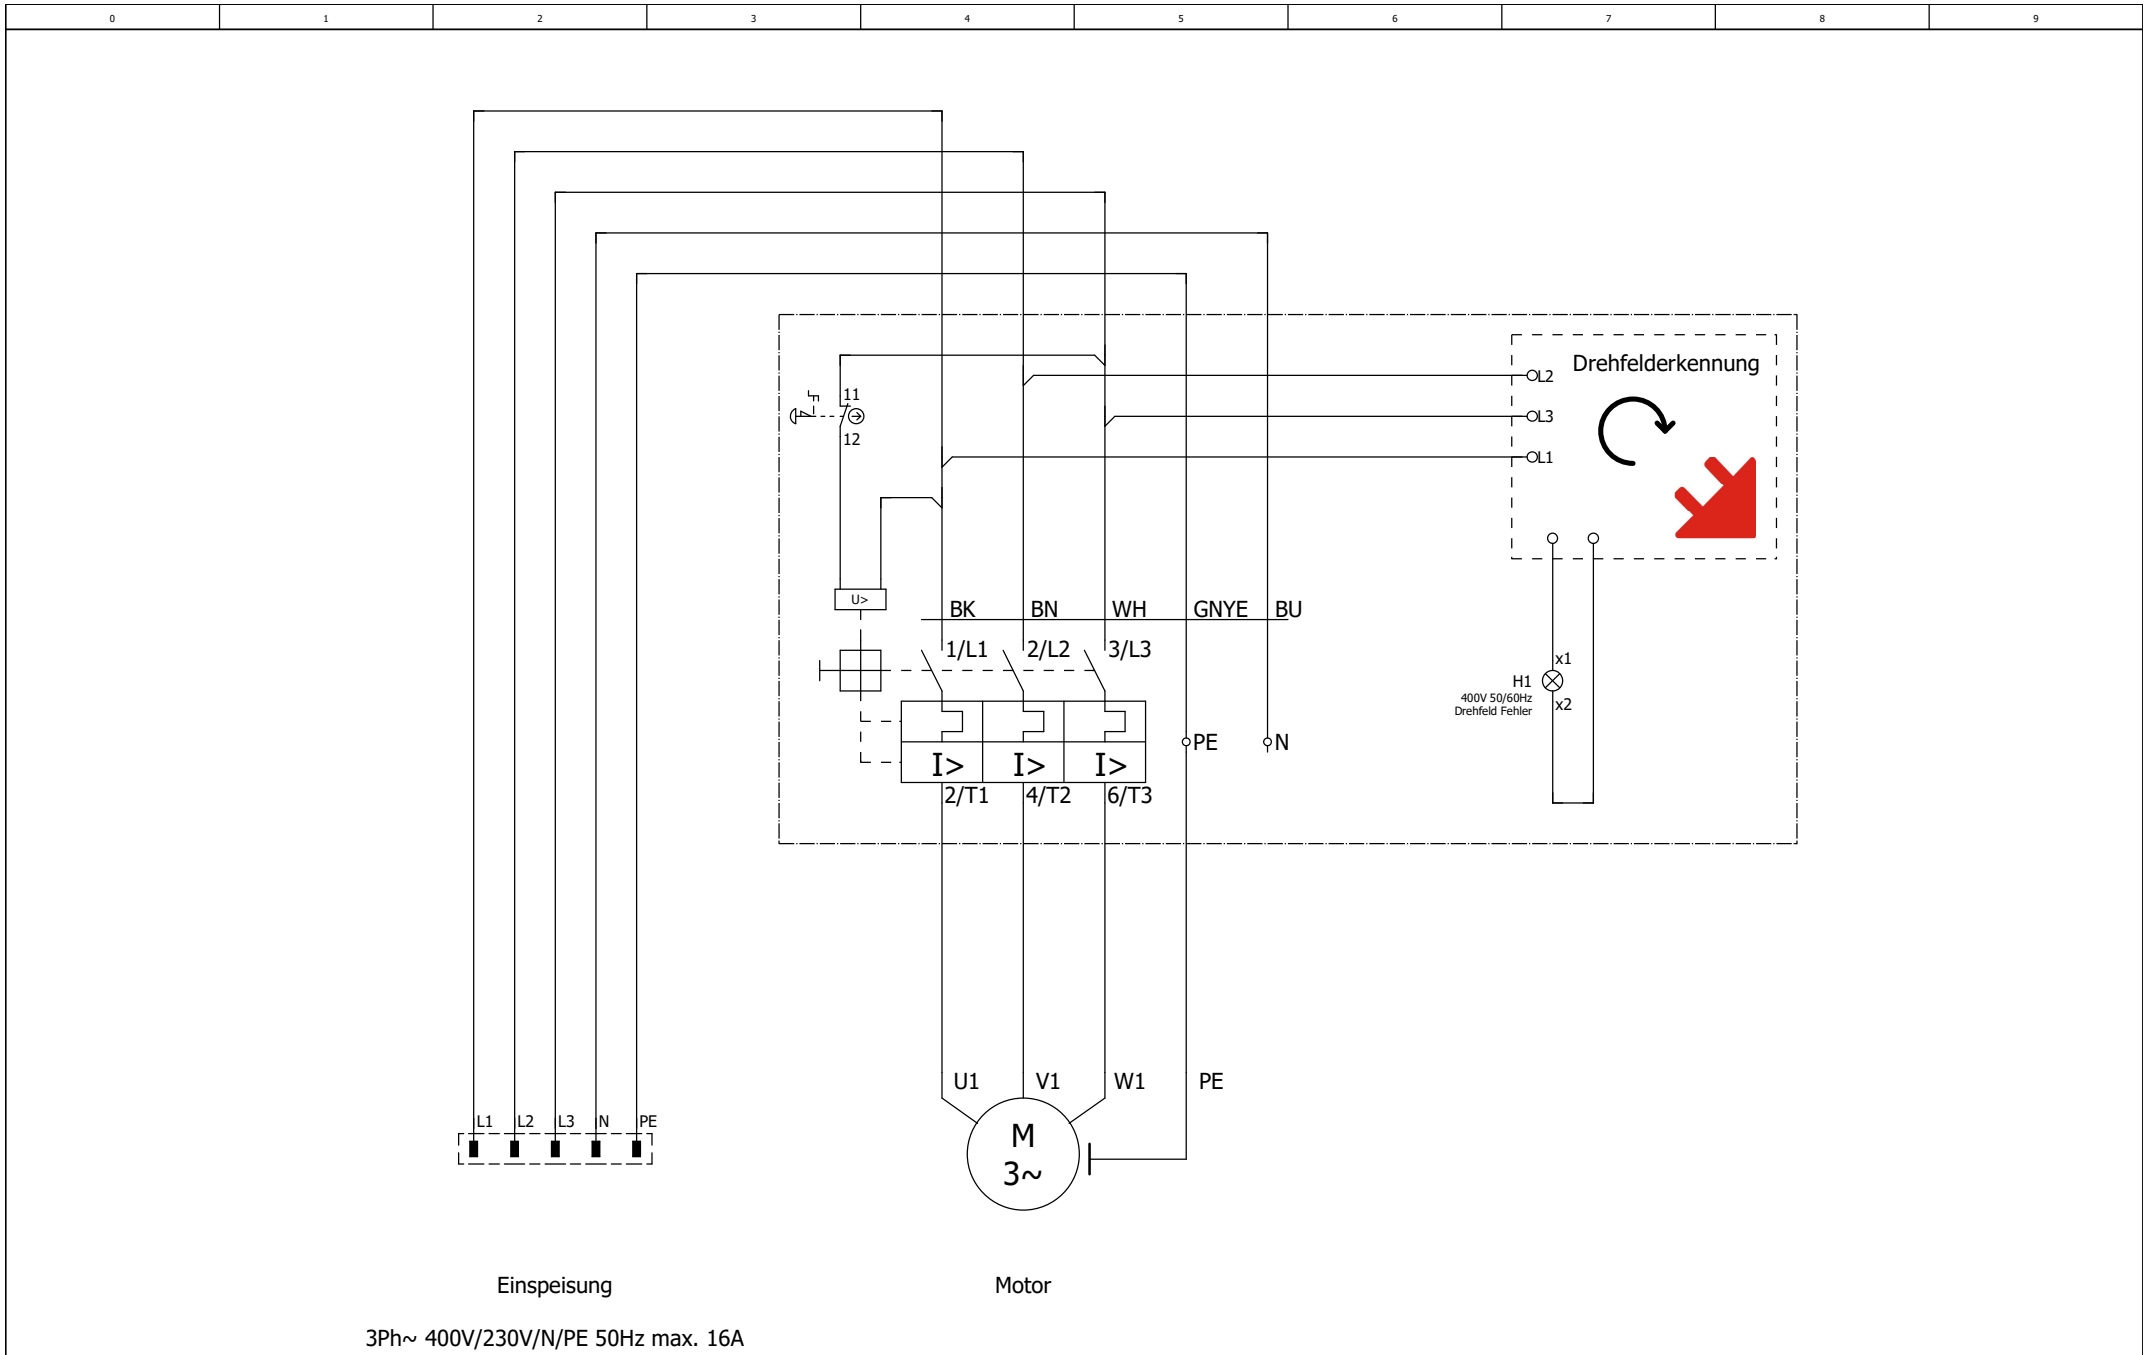 0 1 2 3 4 5 6 7 8 9
Drehfelderkennung
L2
L3
L1
11
12
U>
BK BN WH GNYE BU
1/L1 2/L2 3/L3
x1
H1
400V 50/60Hz
Drehfeld Fehler
x2
PE N
I> I> I>
2/T1 4/T2 6/T3
U1 V1 W1 PE
L1 L2 L3 N PE
M
3~
Einspeisung Motor
3Ph~ 400V/230V/N/PE 50Hz max. 16A